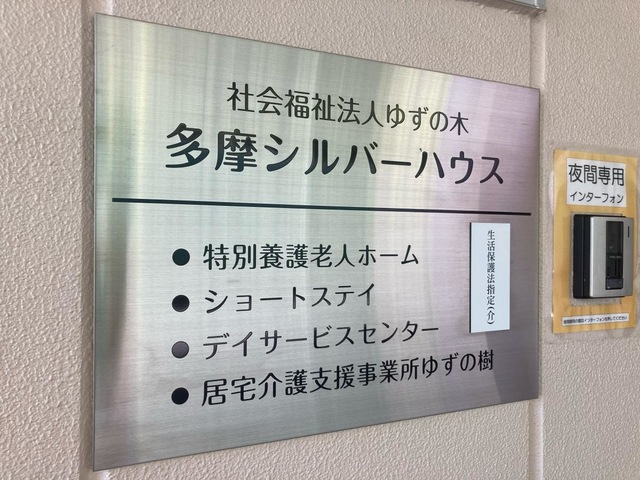 社会福祉法人ゆずの木
多摩シルバーハウス
● 特別養護老人ホーム
● ショートステイ
● デイサービスセンター
● 居宅介護支援事業所ゆずの樹
生活保護法指定(介)
夜間専用
インターフォン